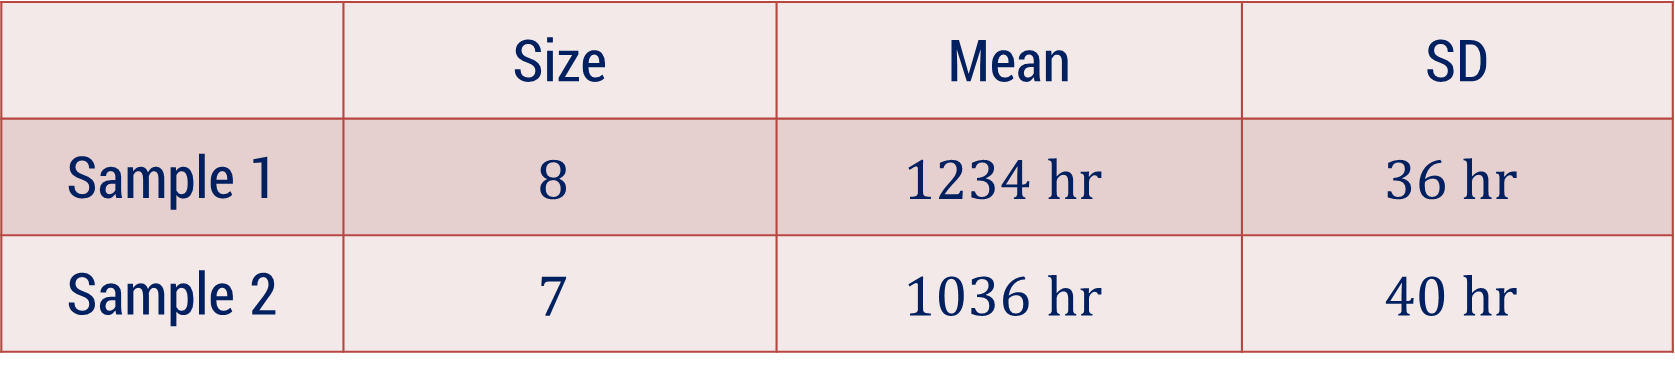 Size Mean SD
Sample 1 8 1234 hr 36 hr
Sample 2 7 1036 hr 40 hr